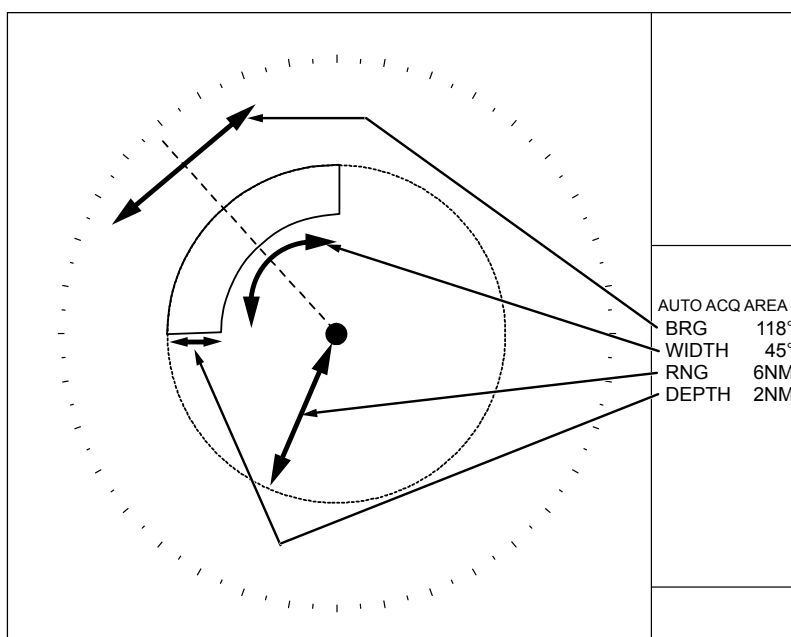 AUTO ACQ AREA
BRG 118°
WIDTH 45°
RNG 6NM
DEPTH 2NM